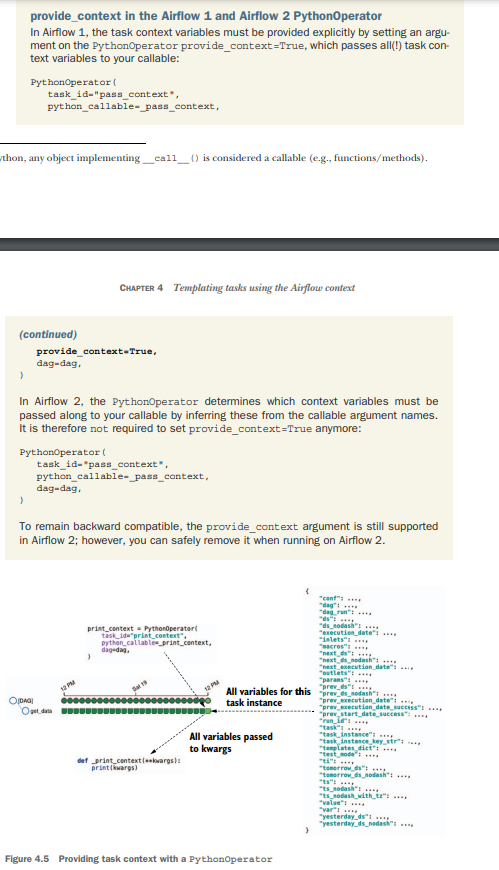 provide_context in the Airflow 1 and Airflow 2 PythonOperator
In Airflow 1, the task context variables must be provided explicitly by setting an argu-
ment on the PythonOperator provide_context=True, which passes all(!) task con-
text variables to your callable:
PythonOperator(
task_id="pass_context",
python_callable=_pass_context,
ython, any object implementing __call__() is considered a callable (e.g., functions/methods).
CHAPTER 4 Templating tasks using the Airflow context
(continued)
provide_context=True,
dag=dag,
)
In Airflow 2, the PythonOperator determines which context variables must be
passed along to your callable by inferring these from the callable argument names.
It is therefore not required to set provide_context=True anymore:
PythonOperator(
task_id="pass_context",
python_callable=_pass_context,
dag=dag,
)
To remain backward compatible, the provide_context argument is still supported
in Airflow 2; however, you can safely remove it when running on Airflow 2.
print_context = PythonOperator(
task_id="print_context",
python_callable=_print_context,
dag=dag,
)
12 PM
Sat 19
12 PM
[DAG]
get_data
All variables for this
task instance
All variables passed
to kwargs
def _print_context(**kwargs):
print(kwargs)
{
"conf": ...,
"dag": ...,
"dag_run": ...,
"ds": ...,
"ds_nodash": ...,
"execution_date": ...,
"inlets": ...,
"macros": ...,
"next_ds": ...,
"next_ds_nodash": ...,
"next_execution_date": ...,
"outlets": ...,
"params": ...,
"prev_ds": ...,
"prev_ds_nodash": ...,
"prev_execution_date": ...,
"prev_execution_date_success": ...,
"prev_start_date_success": ...,
"run_id": ...,
"task": ...,
"task_instance": ...,
"task_instance_key_str": ...,
"templates_dict": ...,
"test_mode": ...,
"ti": ...,
"tomorrow_ds": ...,
"tomorrow_ds_nodash": ...,
"ts": ...,
"ts_nodash": ...,
"ts_nodash_with_tz": ...,
"value": ...,
"var": ...,
"yesterday_ds": ...,
"yesterday_ds_nodash": ...,
}
Figure 4.5 Providing task context with a PythonOperator